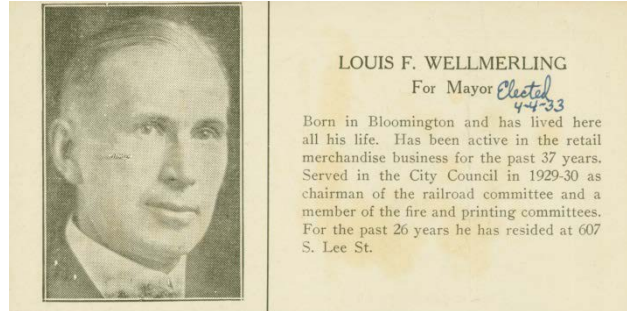 LOUIS F. WELLMERLING
For Mayor Elected
4-4-33
Born in Bloomington and has lived here
all his life. Has been active in the retail
merchandise business for the past 37 years.
Served in the City Council in 1929-30 as
chairman of the railroad committee and a
member of the fire and printing committees.
For the past 26 years he has resided at 607
S. Lee St.